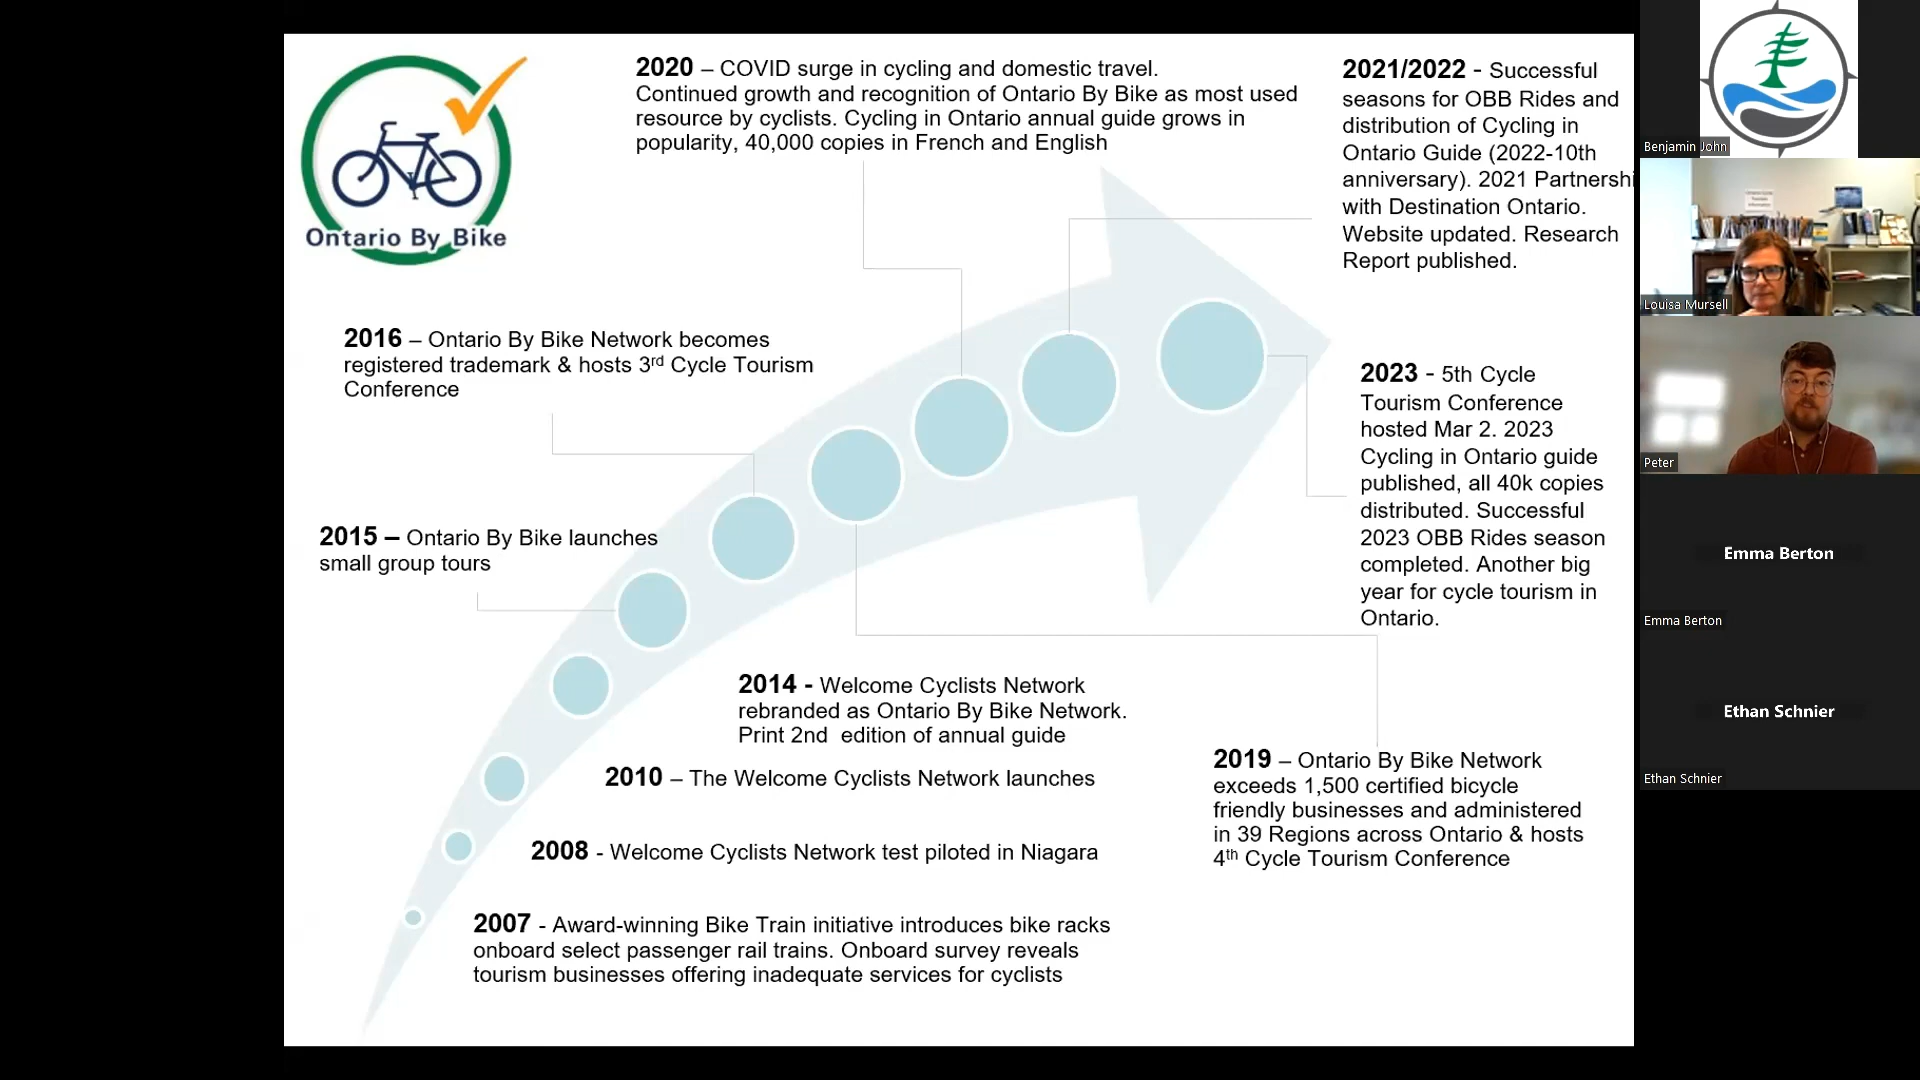 Ontario By Bike
2020 – COVID surge in cycling and domestic travel.
Continued growth and recognition of Ontario By Bike as most used
resource by cyclists. Cycling in Ontario annual guide grows in
popularity, 40,000 copies in French and English
2021/2022 - Successful
seasons for OBB Rides and
distribution of Cycling in
Ontario Guide (2022-10th
anniversary). 2021 Partnershi
with Destination Ontario.
Website updated. Research
Report published.
2016 – Ontario By Bike Network becomes
registered trademark & hosts 3rd Cycle Tourism
Conference
2023 - 5th Cycle
Tourism Conference
hosted Mar 2. 2023
Cycling in Ontario guide
published, all 40k copies
distributed. Successful
2023 OBB Rides season
completed. Another big
year for cycle tourism in
Ontario.
2015 – Ontario By Bike launches
small group tours
2014 - Welcome Cyclists Network
rebranded as Ontario By Bike Network.
Print 2nd edition of annual guide
2010 – The Welcome Cyclists Network launches
2019 – Ontario By Bike Network
exceeds 1,500 certified bicycle
friendly businesses and administered
in 39 Regions across Ontario & hosts
4th Cycle Tourism Conference
2008 - Welcome Cyclists Network test piloted in Niagara
2007 - Award-winning Bike Train initiative introduces bike racks
onboard select passenger rail trains. Onboard survey reveals
tourism businesses offering inadequate services for cyclists
Benjamin John
Louisa Mursell
Peter
Emma Berton
Emma Berton
Ethan Schnier
Ethan Schnier